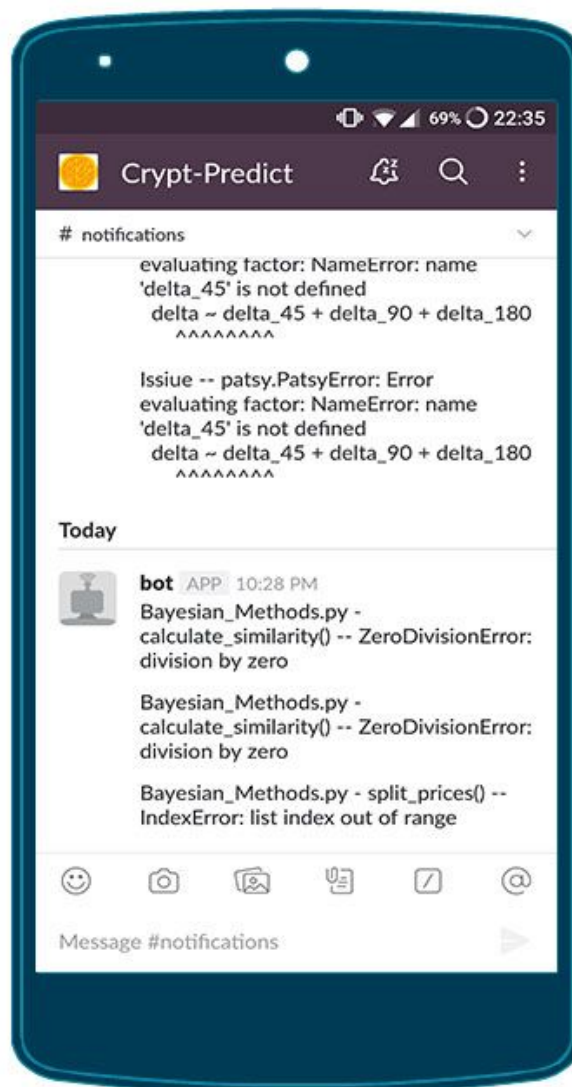 69% 22:35
Crypt-Predict
# notifications
evaluating factor: NameError: name
'delta_45' is not defined
delta ~ delta_45 + delta_90 + delta_180
^^^^^^^^
Issiue -- patsy.PatsyError: Error
evaluating factor: NameError: name
'delta_45' is not defined
delta ~ delta_45 + delta_90 + delta_180
^^^^^^^^
Today
bot APP 10:28 PM
Bayesian_Methods.py -
calculate_similarity() -- ZeroDivisionError:
division by zero
Bayesian_Methods.py -
calculate_similarity() -- ZeroDivisionError:
division by zero
Bayesian_Methods.py - split_prices() --
IndexError: list index out of range
Message #notifications